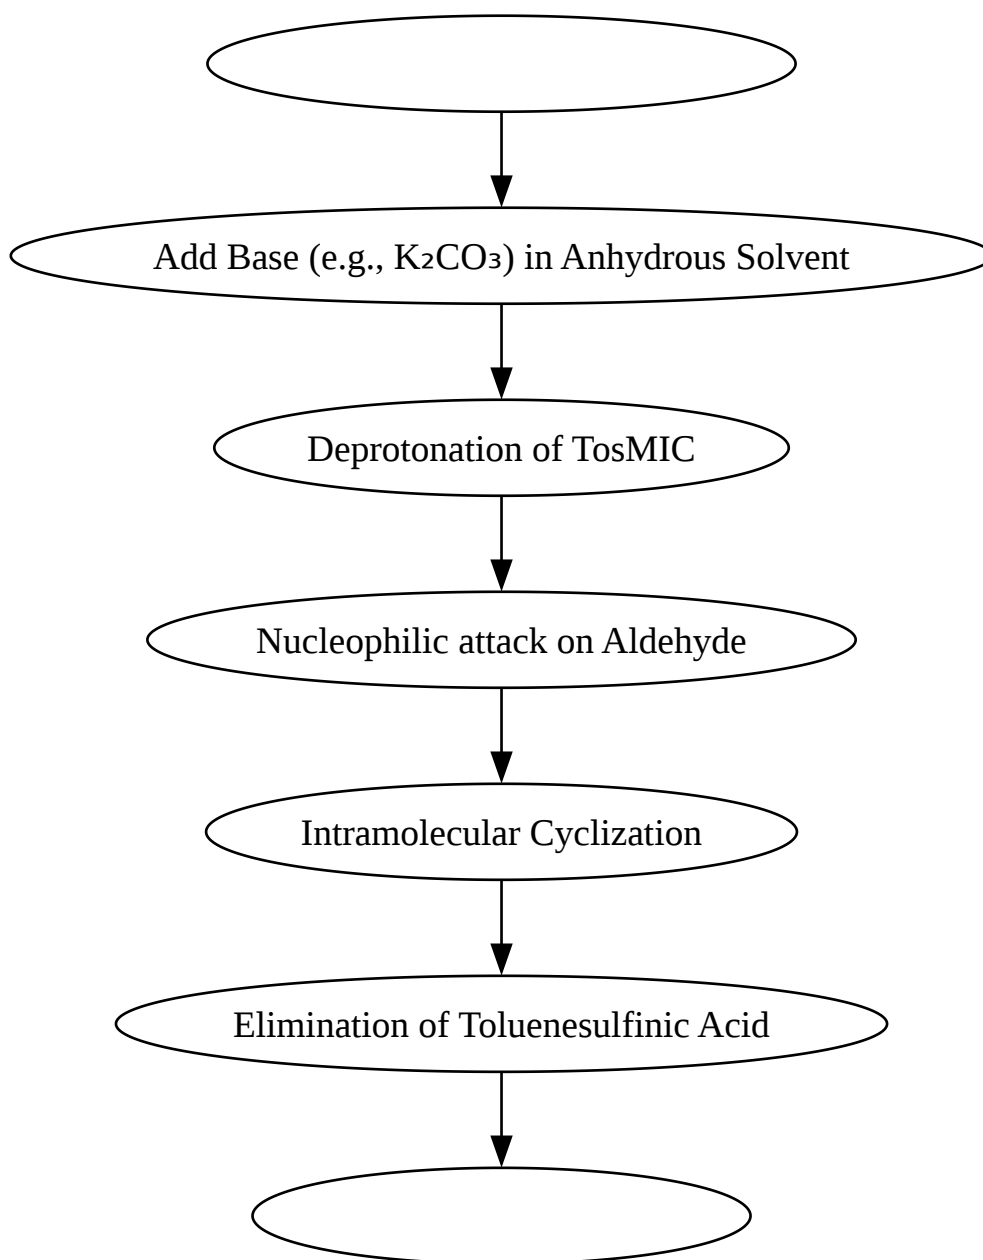 Add Base (e.g., K₂CO₃) in Anhydrous Solvent
Deprotonation of TosMIC
Nucleophilic attack on Aldehyde
Intramolecular Cyclization
Elimination of Toluenesulfinic Acid